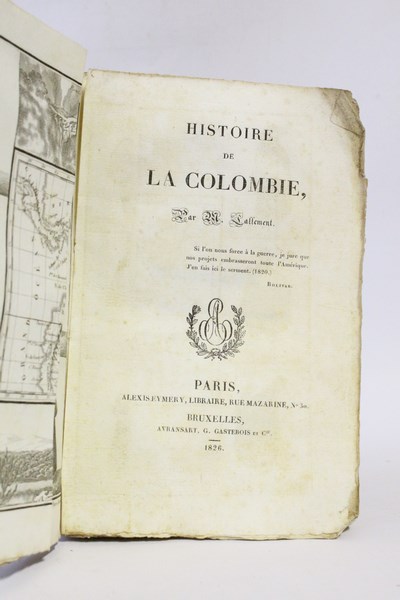 HISTOIRE
DE
LA COLOMBIE,
Par M. Lallement.
Si l'on nous force à la guerre, je jure que
nos projets embrasseront toute l'Amérique.
J'en fais ici le serment. (1820.)
BOLIVAR.
PARIS,
ALEXIS EYMERY, LIBRAIRE, RUE MAZARINE, No 30.
BRUXELLES,
AVRANSART, G. GASTEBOIS ET Cie.
1826.